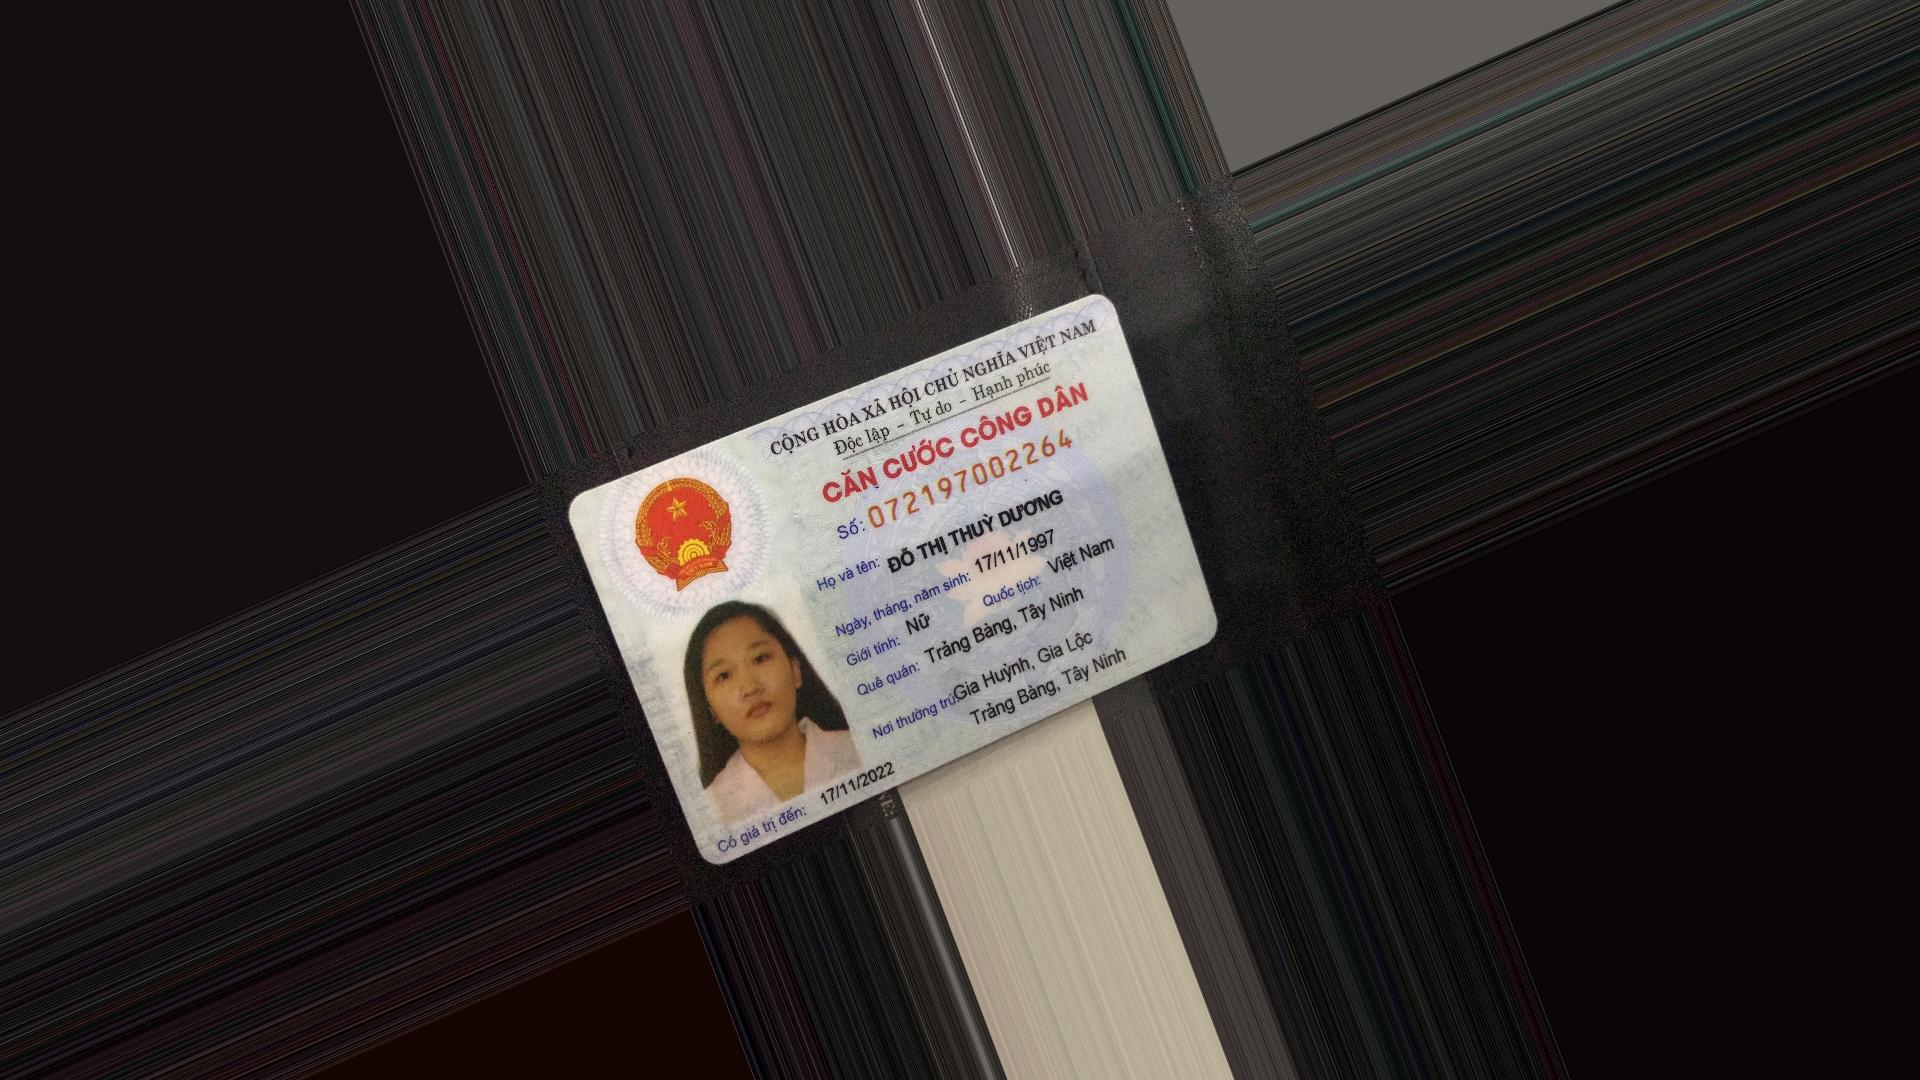 CỘNG HÒA XÃ HỘI CHỦ NGHĨA VIỆT NAM
Độc lập – Tự do – Hạnh phúc
CĂN CƯỚC CÔNG DÂN
Số: 072197002264
Họ và tên: ĐỖ THỊ THUỲ DƯƠNG
Ngày, tháng, năm sinh: 17/11/1997
Giới tính: Nữ Quốc tịch: Việt Nam
Quê quán: Trảng Bàng, Tây Ninh
Nơi thường trú: Gia Huỳnh, Gia Lộc
Trảng Bàng, Tây Ninh
Có giá trị đến: 17/11/2022